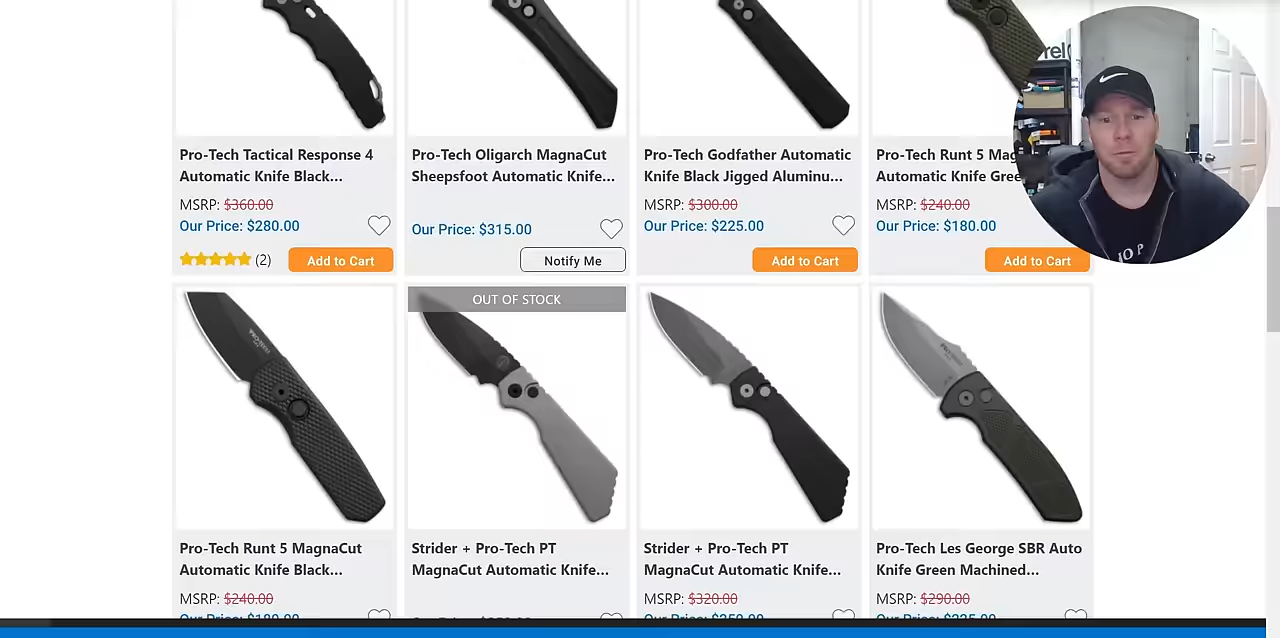 Pro-Tech Tactical Response 4
Automatic Knife Black...
MSRP: $360.00
Our Price: $280.00
(2)
Add to Cart
Pro-Tech Oligarch MagnaCut
Sheepsfoot Automatic Knife...
Our Price: $315.00
Notify Me
Pro-Tech Godfather Automatic
Knife Black Jigged Aluminu...
MSRP: $300.00
Our Price: $225.00
Add to Cart
Pro-Tech Runt 5 Mag
Automatic Knife Gree
MSRP: $240.00
Our Price: $180.00
Add to Cart
Pro-Tech Runt 5 MagnaCut
Automatic Knife Black...
MSRP: $240.00
OUT OF STOCK
Strider + Pro-Tech PT
MagnaCut Automatic Knife...
Strider + Pro-Tech PT
MagnaCut Automatic Knife...
MSRP: $320.00
Pro-Tech Les George SBR Auto
Knife Green Machined...
MSRP: $290.00